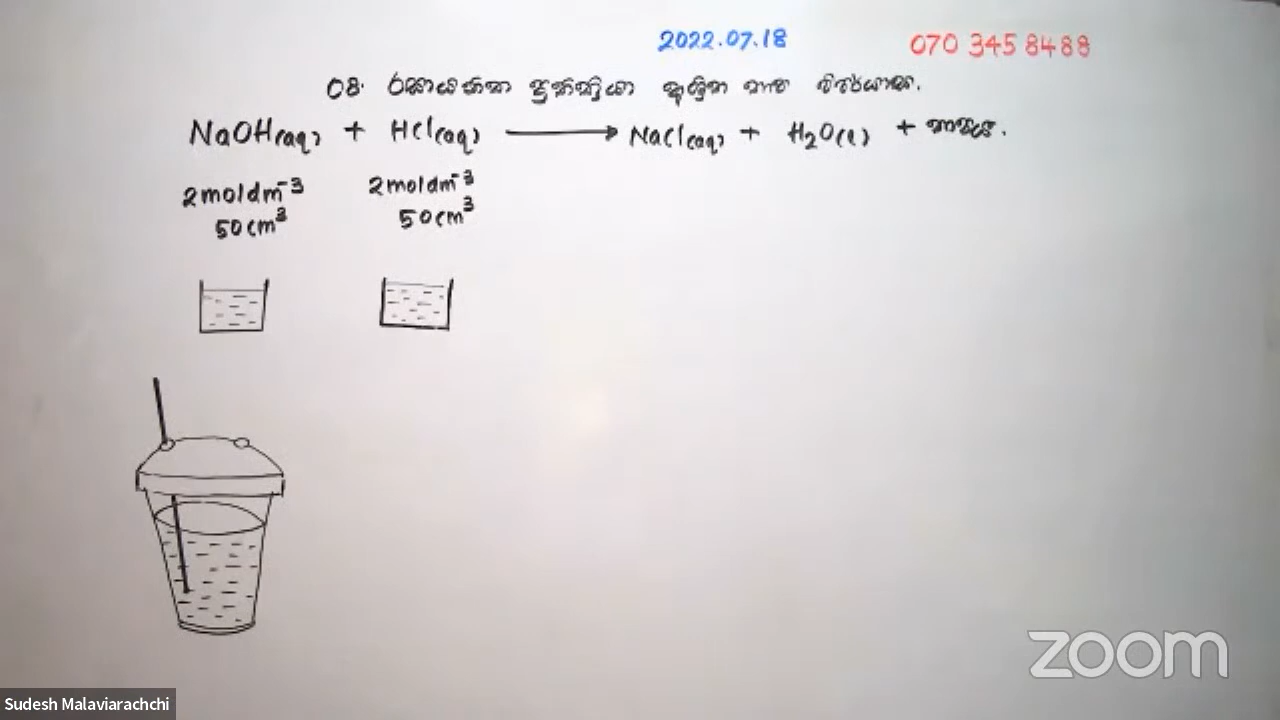 2022.07.18
070 345 8488
08. රසායනික ප්‍රතික්‍රියා ආශ්‍රිත තාප විපර්යාස.
NaOH(aq) + HCl(aq) → NaCl(aq) + H₂O(l) + තාපය.
2moldm⁻³ 2moldm⁻³
50cm³ 50cm³
zoom
Sudesh Malaviarachchi